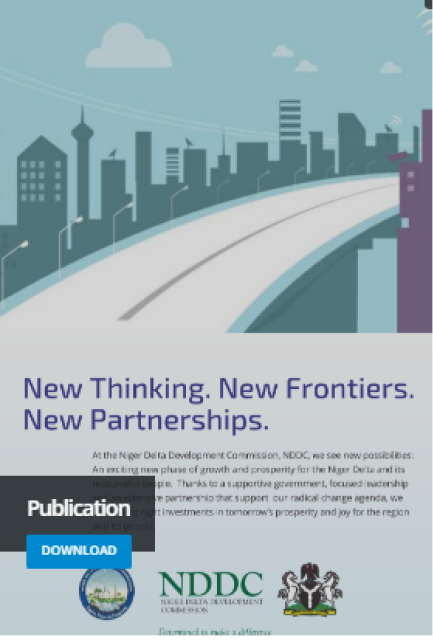 New Thinking. New Frontiers.
New Partnerships.
At the Niger Delta Development Commission, NDDC, we see new possibilities:
An exciting new phase of growth and prosperity for the Niger Delta and its
people. Thanks to a supportive government, focused leadership
partnership that support our radical change agenda, we
right investments in tomorrow's prosperity and joy for the region
and its people.
Publication
DOWNLOAD
NDDC
NIGER DELTA DEVELOPMENT
COMMISSION
Determined to make a difference